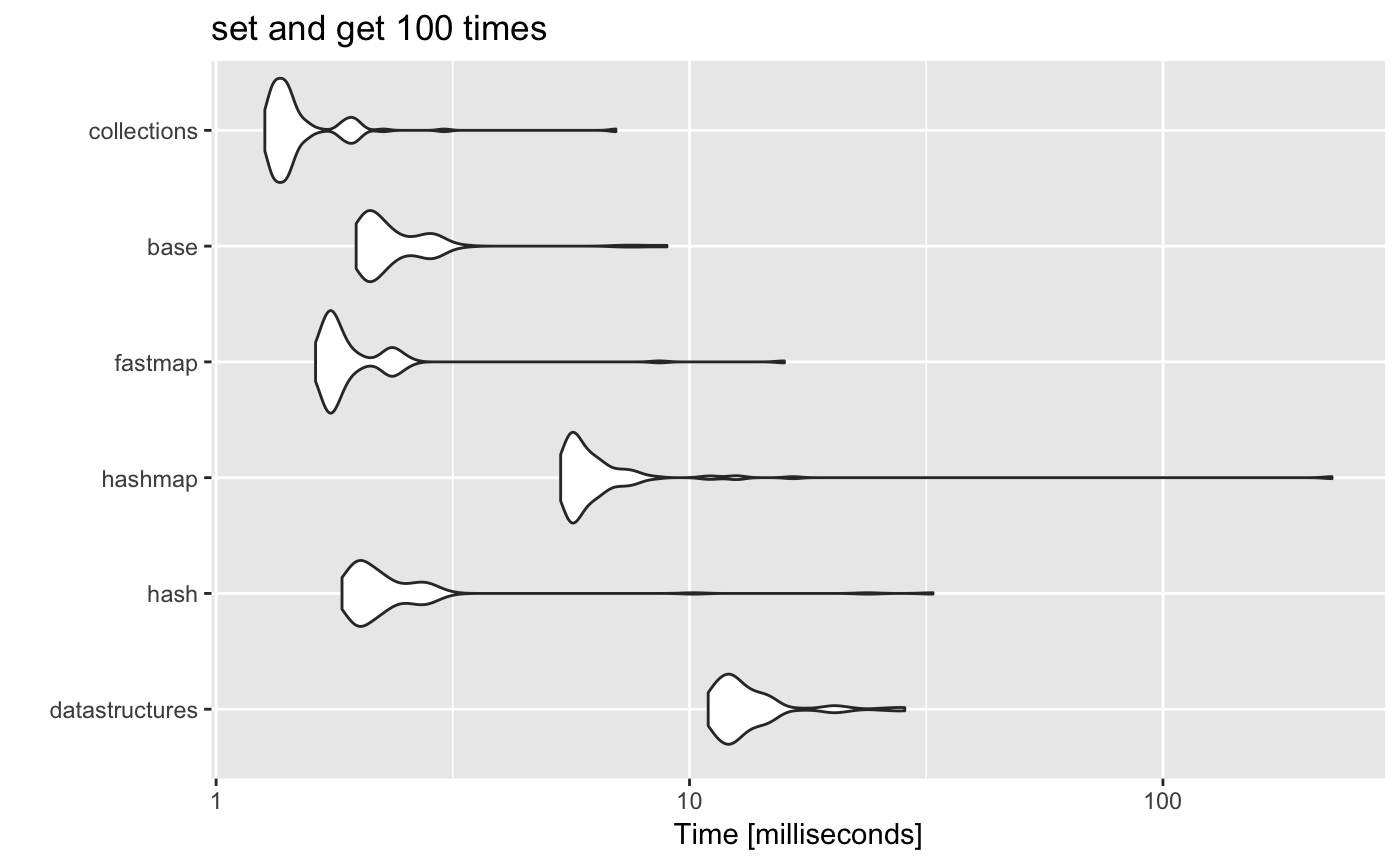 set and get 100 times
collections
base
fastmap
hashmap
hash
datastructures
1 10 100
Time [milliseconds]